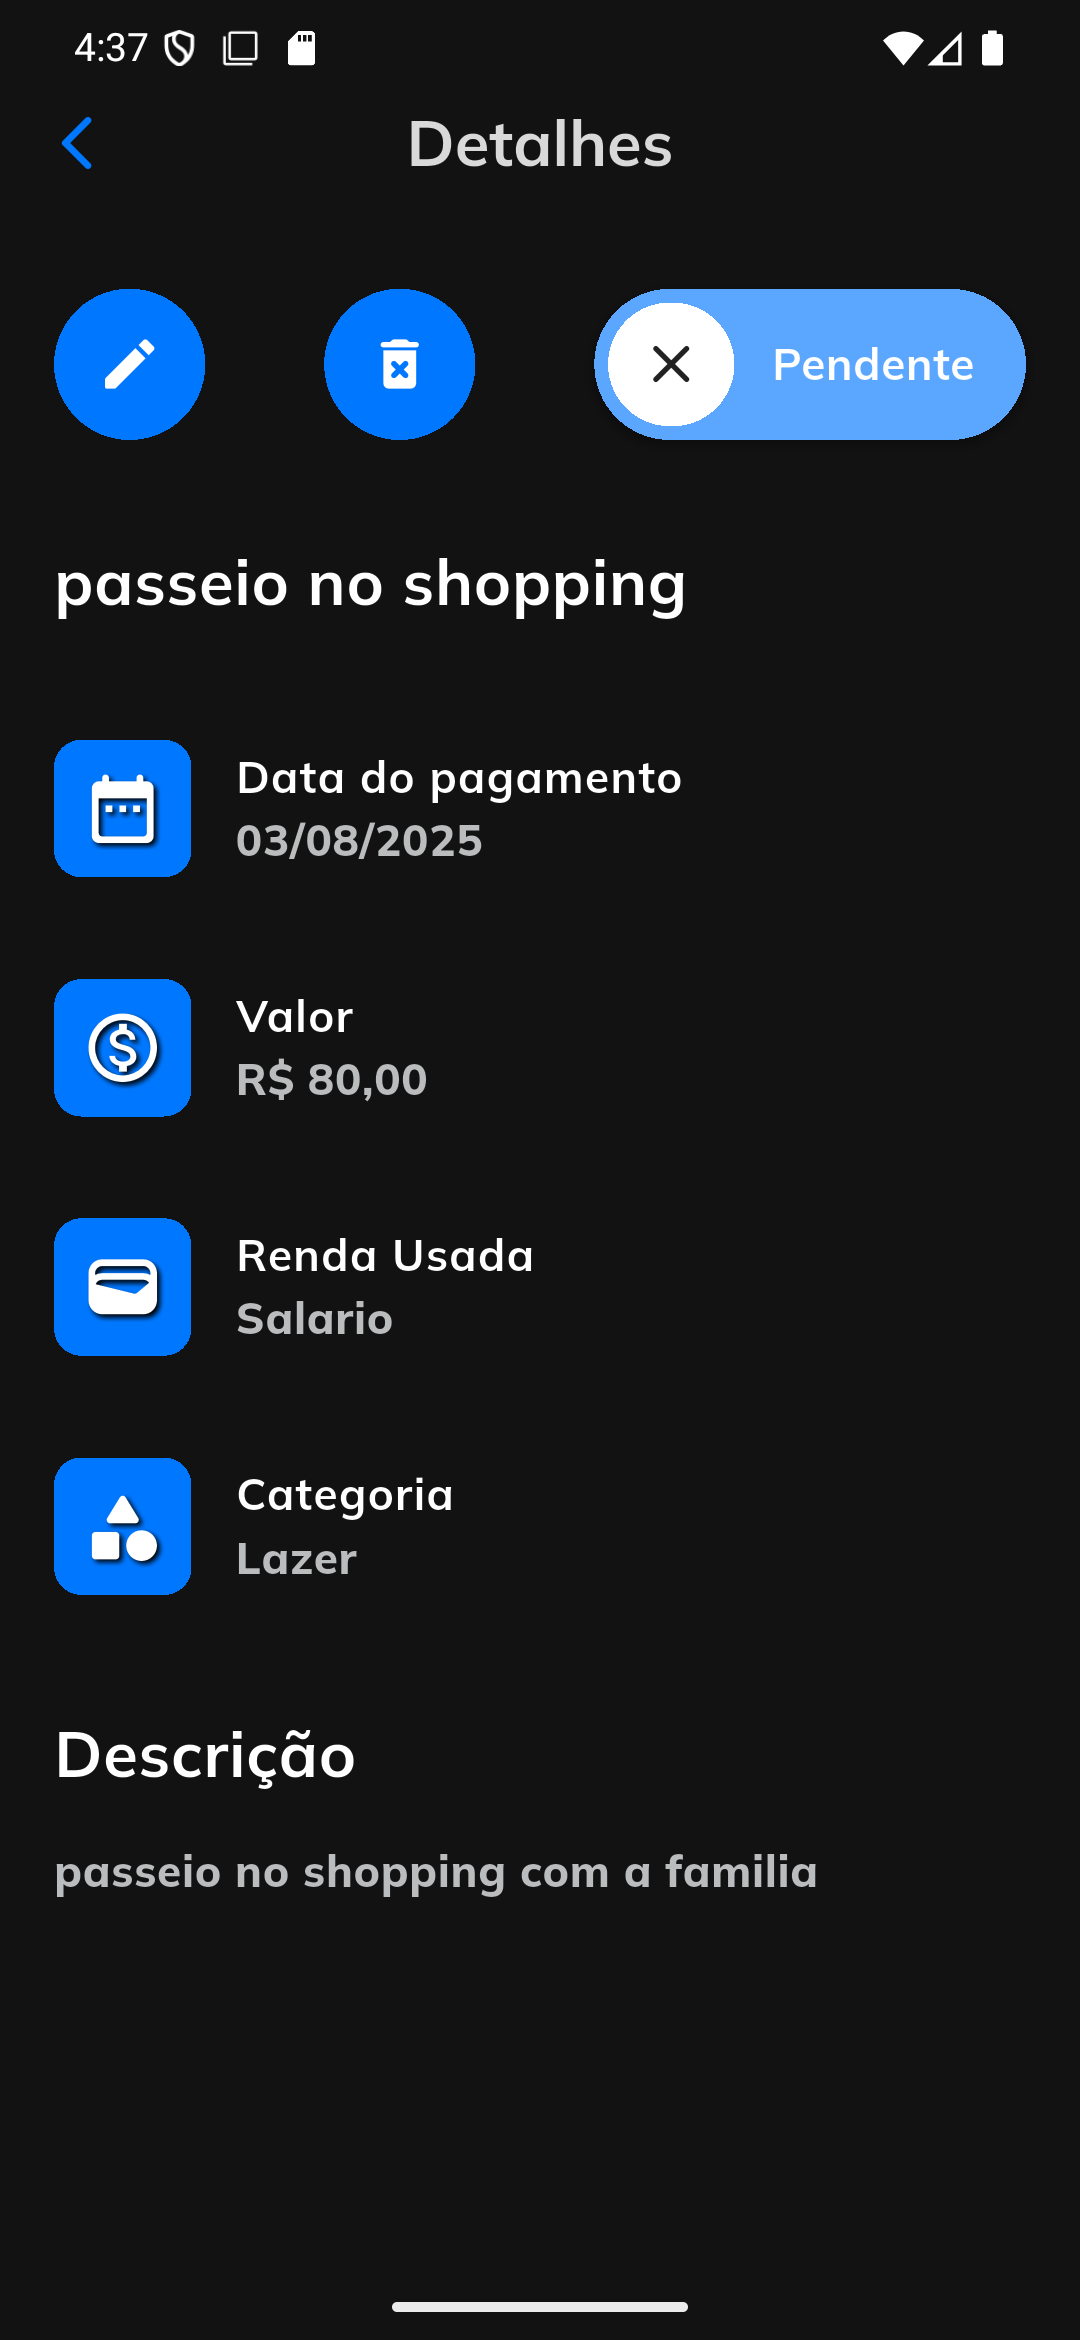 4:37
Detalhes
Pendente
passeio no shopping
Data do pagamento
03/08/2025
Valor
R$ 80,00
Renda Usada
Salario
Categoria
Lazer
Descrição
passeio no shopping com a familia